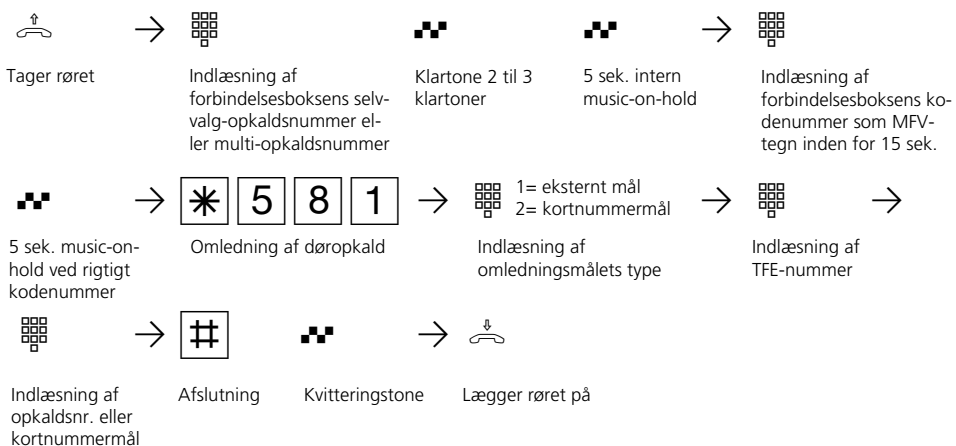 Tager røret
Indlæsning af
forbindelsesboksens selv-
valg-opkaldsnummer el-
ller multi-opkaldsnummer
Klartone 2 til 3
klartoner
5 sek. intern
music-on-hold
Indlæsning af
forbindelsesboksens ko-
denummer som MFV-
tegn inden for 15 sek.
5 sek. music-on-
hold ved rigtigt
kodenummer
* 5 8 1
Omledning af døropkald
1= eksternt mål
2= kortnummermål
Indlæsning af
omledningsmålets type
Indlæsning af
TFE-nummer
Indlæsning af
opkaldsnr. eller
kortnummermål
#
Afslutning
Kvitteringstone
Lægger røret på